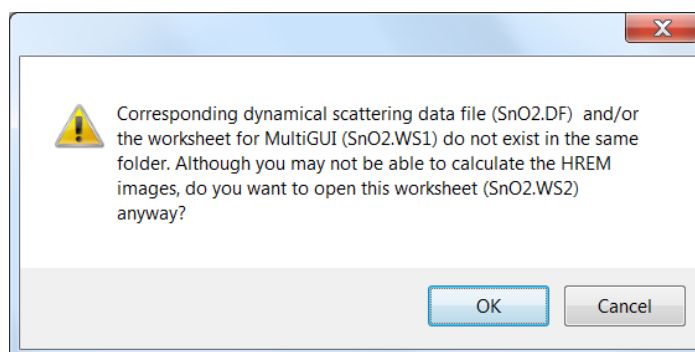 Corresponding dynamical scattering data file (SnO2.DF)  and/or
the worksheet for MultiGUI (SnO2.WS1) do not exist in the same
folder. Although you may not be able to calculate the HREM
images, do you want to open this worksheet (SnO2.WS2)
anyway?
OK
Cancel